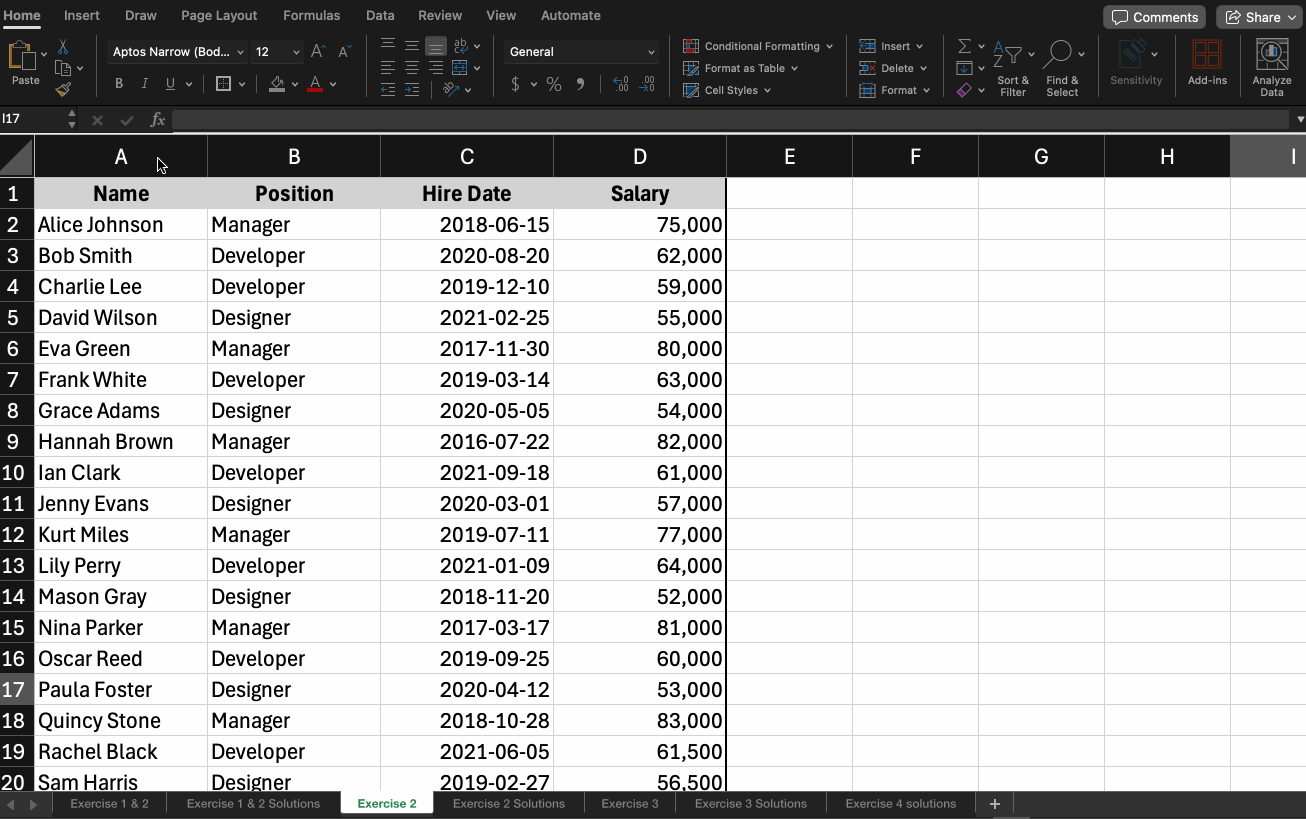 Home Insert Draw Page Layout Formulas Data Review View Automate Comments Share
Aptos Narrow (Bod... 12 A A ab General Conditional Formatting Insert
Format as Table Delete
Paste B I U A $ % 9 .00 .00 Cell Styles Format Sort & Filter Find & Select Sensitivity Add-ins Analyze Data
I17 fx
A B C D E F G H I
1 Name Position Hire Date Salary
2 Alice Johnson Manager 2018-06-15 75,000
3 Bob Smith Developer 2020-08-20 62,000
4 Charlie Lee Developer 2019-12-10 59,000
5 David Wilson Designer 2021-02-25 55,000
6 Eva Green Manager 2017-11-30 80,000
7 Frank White Developer 2019-03-14 63,000
8 Grace Adams Designer 2020-05-05 54,000
9 Hannah Brown Manager 2016-07-22 82,000
10 Ian Clark Developer 2021-09-18 61,000
11 Jenny Evans Designer 2020-03-01 57,000
12 Kurt Miles Manager 2019-07-11 77,000
13 Lily Perry Developer 2021-01-09 64,000
14 Mason Gray Designer 2018-11-20 52,000
15 Nina Parker Manager 2017-03-17 81,000
16 Oscar Reed Developer 2019-09-25 60,000
17 Paula Foster Designer 2020-04-12 53,000
18 Quincy Stone Manager 2018-10-28 83,000
19 Rachel Black Developer 2021-06-05 61,500
20 Sam Harris Designer 2019-02-27 56,500
Exercise 1 & 2 Exercise 1 & 2 Solutions Exercise 2 Exercise 2 Solutions Exercise 3 Exercise 3 Solutions Exercise 4 solutions +